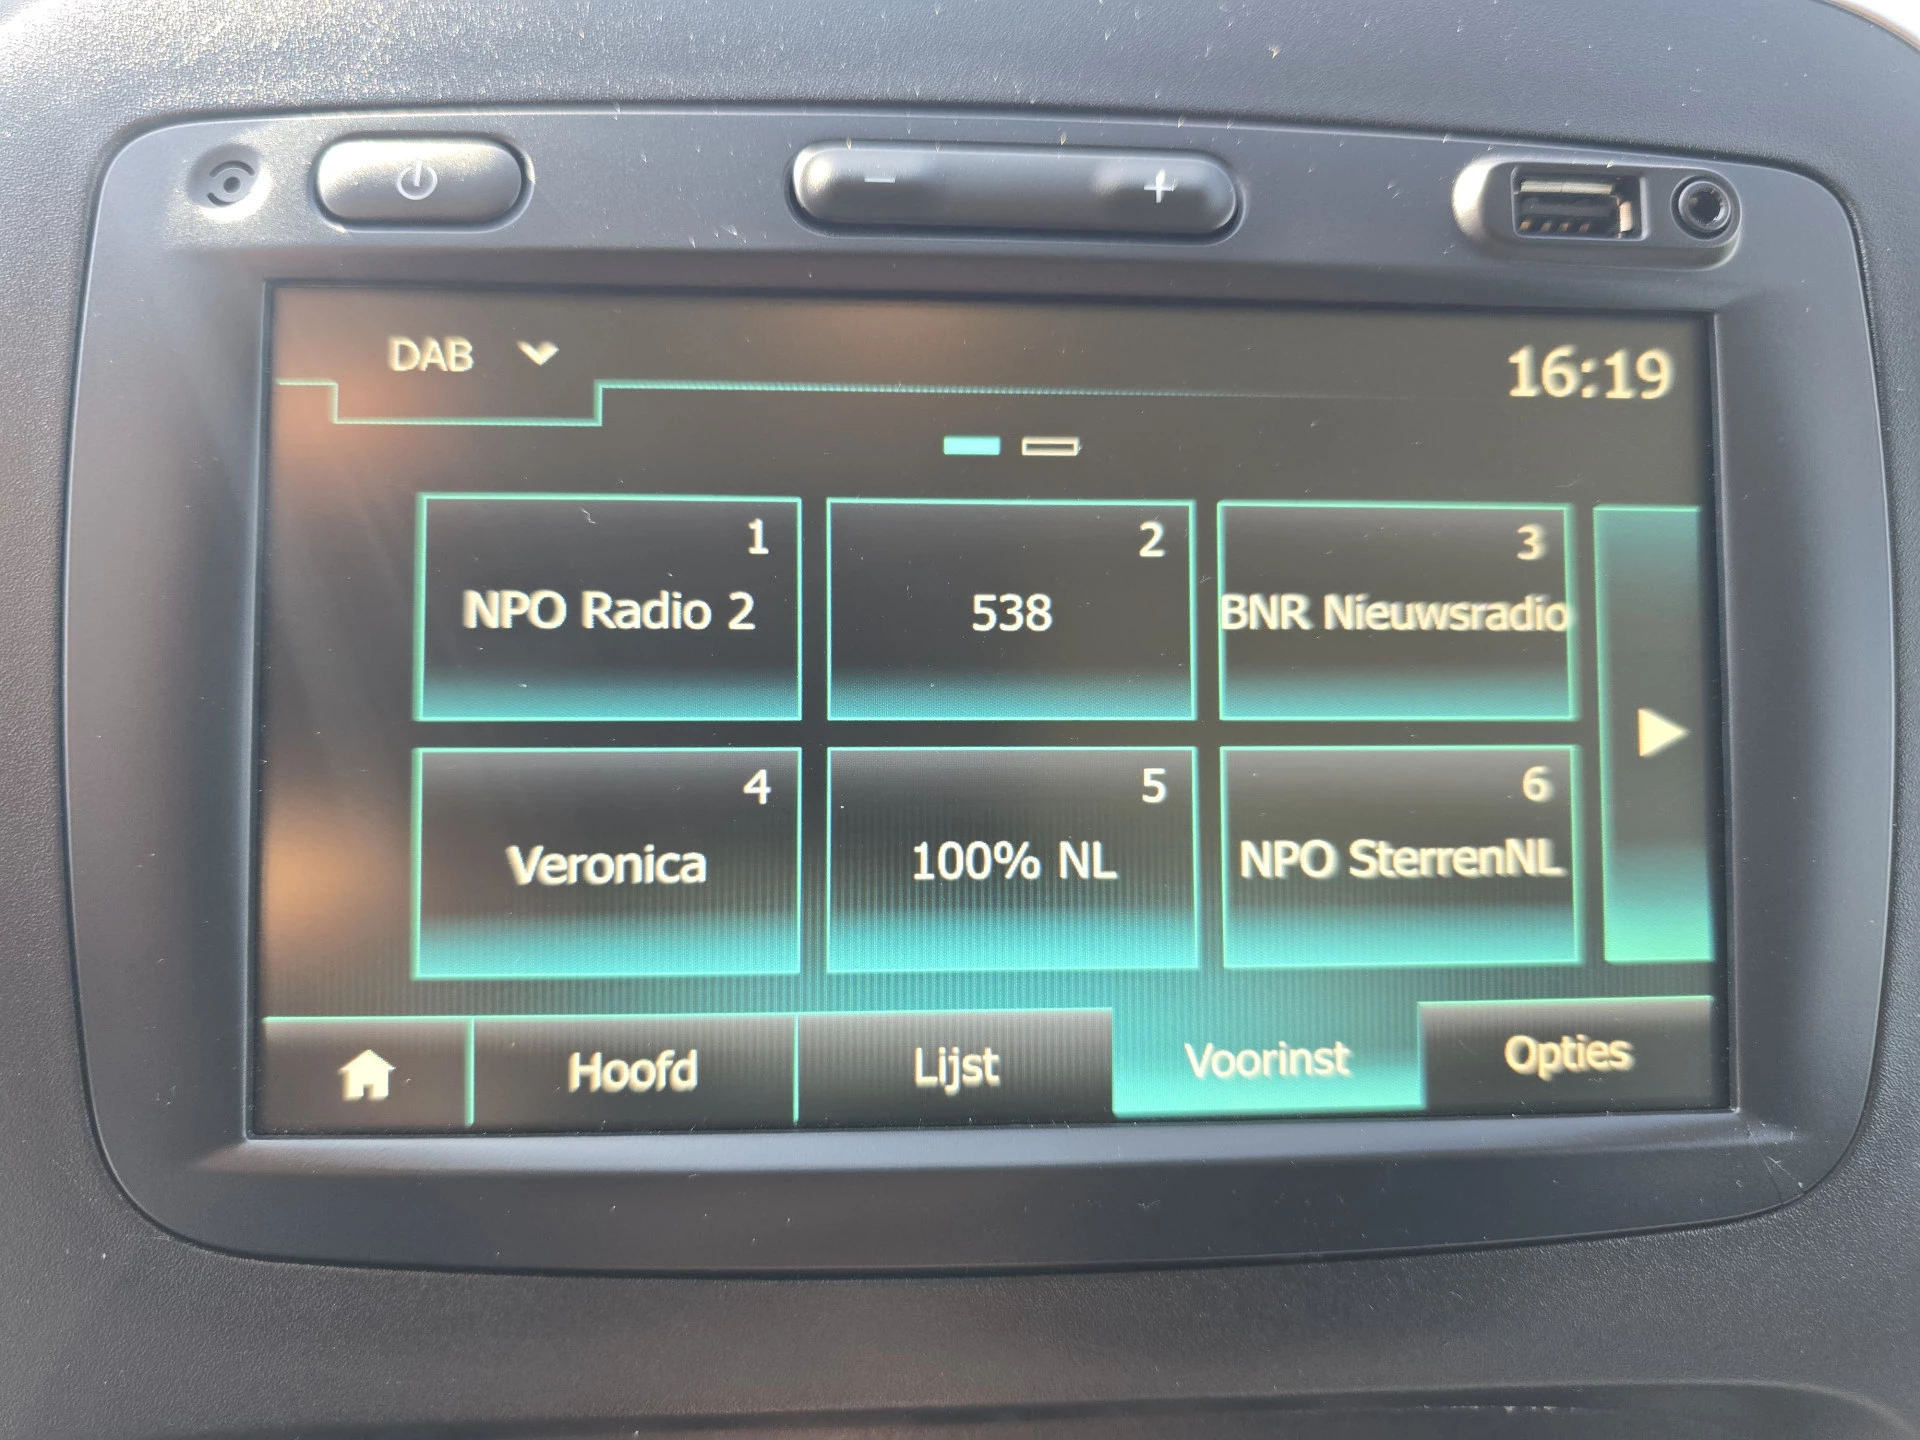 DAB
16:19
1
NPO Radio 2
2
538
3
BNR Nieuwsradio
4
Veronica
5
100% NL
6
NPO SterrenNL
Hoofd
Lijst
Voorinst
Opties